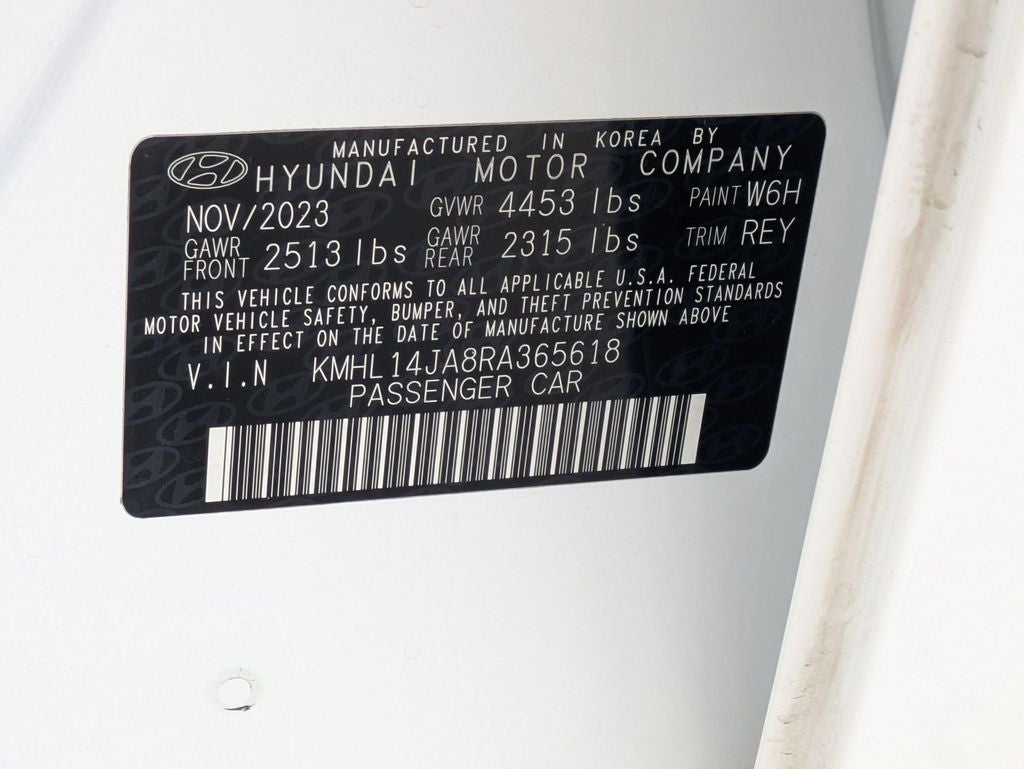 MANUFACTURED IN KOREA BY
HYUNDAI MOTOR COMPANY
NOV/2023 GVWR 4453 lbs PAINT W6H
GAWR FRONT 2513 lbs GAWR REAR 2315 lbs TRIM REY
THIS VEHICLE CONFORMS TO ALL APPLICABLE U.S.A. FEDERAL
MOTOR VEHICLE SAFETY, BUMPER, AND THEFT PREVENTION STANDARDS
IN EFFECT ON THE DATE OF MANUFACTURE SHOWN ABOVE
V.I.N KMHL14JA8RA365618
PASSENGER CAR